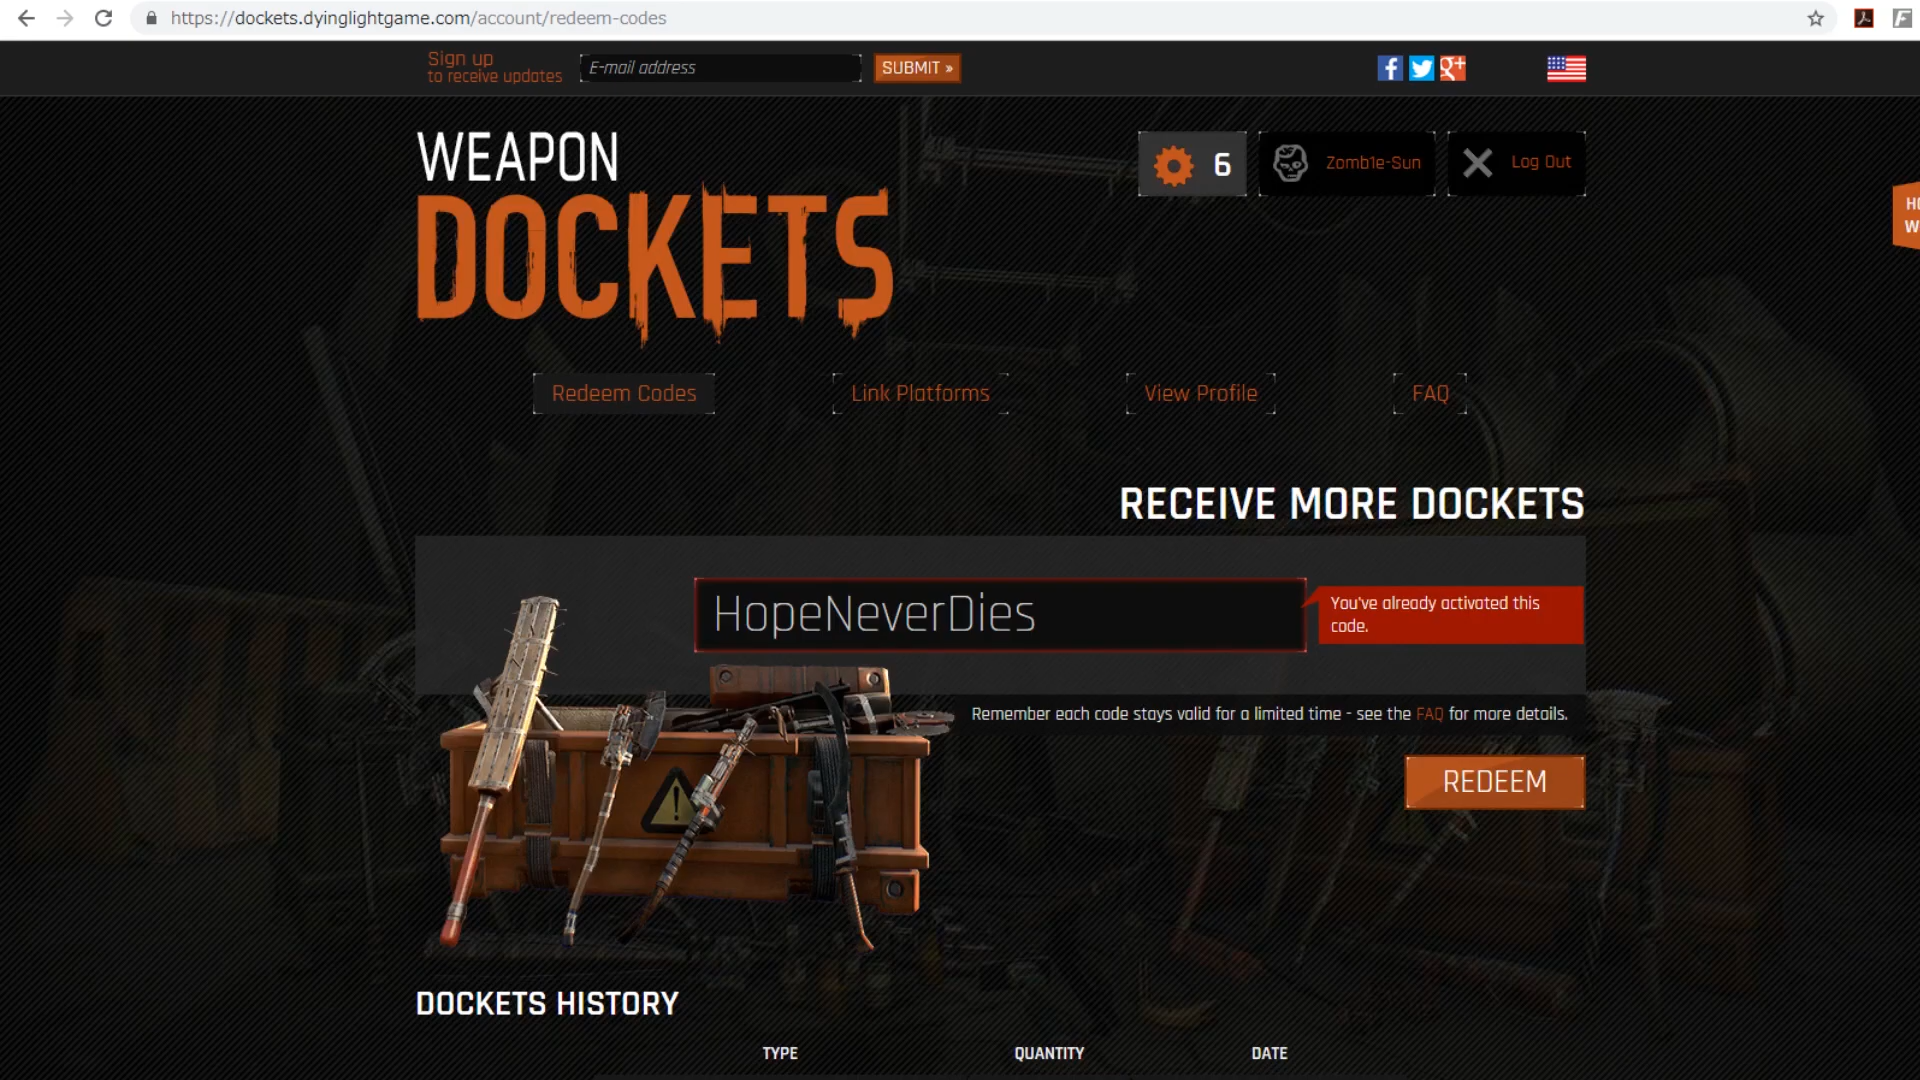 https://dockets.dyinglightgame.com/account/redeem-codes
Sign up
to receive updates
E-mail address
SUBMIT »
WEAPON
DOCKETS
6
Zomb1e-Sun
Log Out
Redeem Codes
Link Platforms
View Profile
FAQ
RECEIVE MORE DOCKETS
HopeNeverDies
You've already activated this
code.
Remember each code stays valid for a limited time - see the FAQ for more details.
REDEEM
DOCKETS HISTORY
TYPE QUANTITY DATE